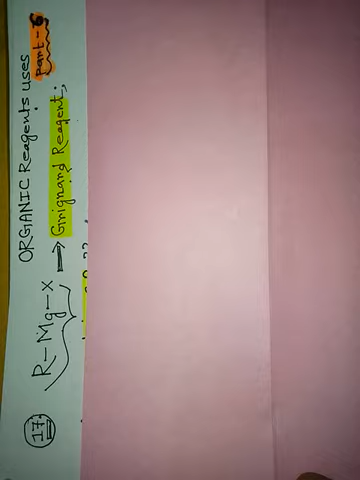 ORGANIC Reagents uses
Part-6
17. R-Mg-X → Grignard Reagent;